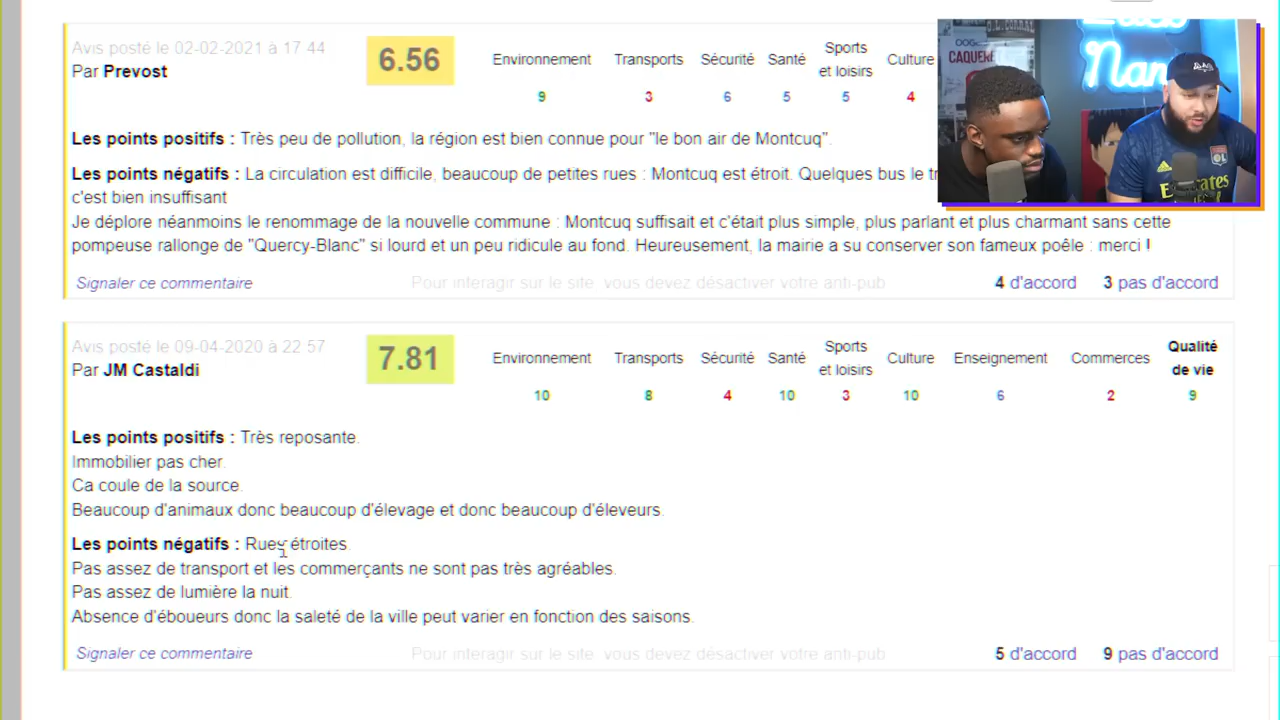 Avis posté le 02-02-2021 à 17:44
Par Prevost
6.56
Environnement Transports Sécurité Santé Sports et loisirs Culture
9 3 6 5 5 4
Les points positifs : Très peu de pollution, la région est bien connue pour "le bon air de Montcuq".
Les points négatifs : La circulation est difficile, beaucoup de petites rues : Montcuq est étroit. Quelques bus le
c'est bien insuffisant
Je déplore néanmoins le renommage de la nouvelle commune : Montcuq suffisait et c'était plus simple, plus parlant et plus charmant sans cette
pompeuse rallonge de "Quercy-Blanc" si lourd et un peu ridicule au fond. Heureusement, la mairie a su conserver son fameux poêle : merci !
Signaler ce commentaire Pour interagir sur le site, vous devez désactiver votre anti-pub 4 d'accord 3 pas d'accord
Avis posté le 09-04-2020 à 22:57
Par JM Castaldi
7.81
Environnement Transports Sécurité Santé Sports et loisirs Culture Enseignement Commerces Qualité de vie
10 8 4 10 3 10 6 2 9
Les points positifs : Très reposante.
Immobilier pas cher.
Ca coule de la source.
Beaucoup d'animaux donc beaucoup d'élevage et donc beaucoup d'éleveurs.
Les points négatifs : Rues étroites
Pas assez de transport et les commerçants ne sont pas très agréables.
Pas assez de lumière la nuit.
Absence d'éboueurs donc la saleté de la ville peut varier en fonction des saisons.
Signaler ce commentaire Pour interagir sur le site, vous devez désactiver votre anti-pub 5 d'accord 9 pas d'accord
Emirates